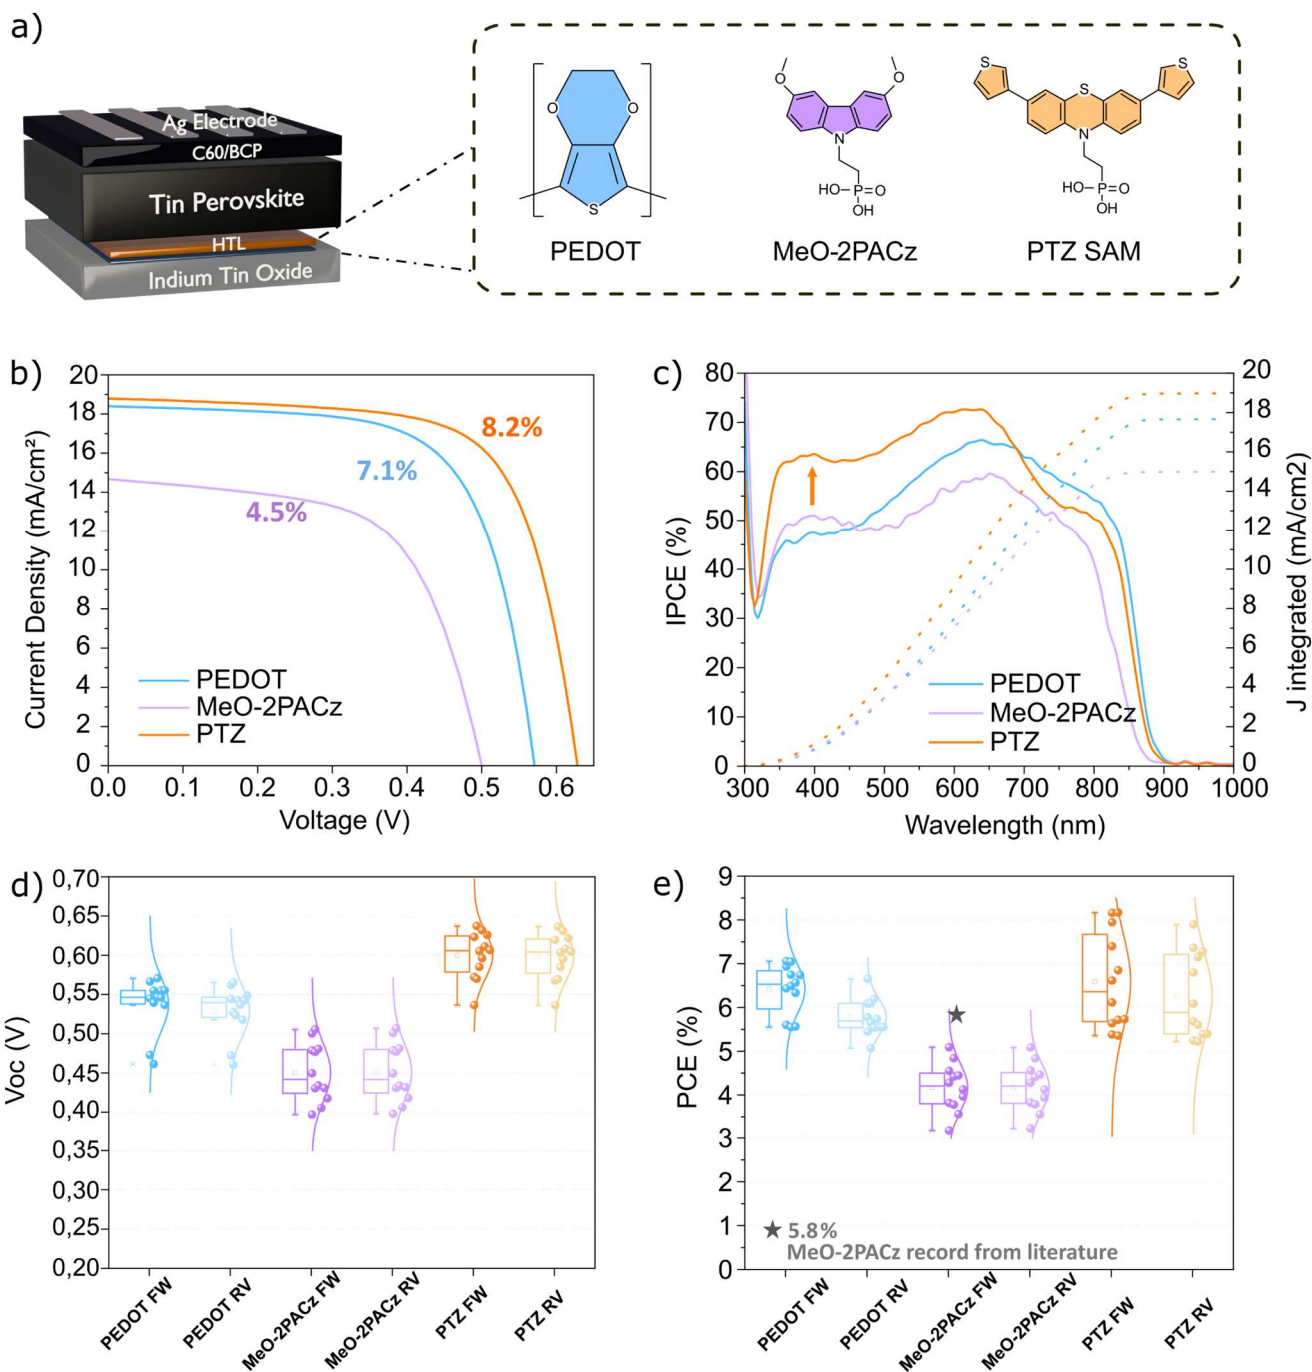 a)
Ag Electrode
C60/BCP
Tin Perovskite
HTL
Indium Tin Oxide
O
O
S
PEDOT
O
O
N
HO-P=O
OH
MeO-2PACz
S
S
S
N
HO-P=O
OH
PTZ SAM
b)
Current Density (mA/cm²)
20
18
16
14
12
10
8
6
4
2
0
8.2%
7.1%
4.5%
PEDOT
MeO-2PACz
PTZ
0.0 0.1 0.2 0.3 0.4 0.5 0.6
Voltage (V)
c)
IPCE (%)
80
70
60
50
40
30
20
10
0
PEDOT
MeO-2PACz
PTZ
20
18
16
14
12
10
8
6
4
2
0
J integrated (mA/cm2)
300 400 500 600 700 800 900 1000
Wavelength (nm)
d)
Voc (V)
0,70
0,65
0,60
0,55
0,50
0,45
0,40
0,35
0,30
0,25
0,20
PEDOT FW
PEDOT RV
MeO-2PACz FW
MeO-2PACz RV
PTZ FW
PTZ RV
e)
PCE (%)
9
8
7
6
5
4
3
2
1
0
★ 5.8%
MeO-2PACz record from literature
PEDOT FW
PEDOT RV
MeO-2PACz FW
MeO-2PACz RV
PTZ FW
PTZ RV